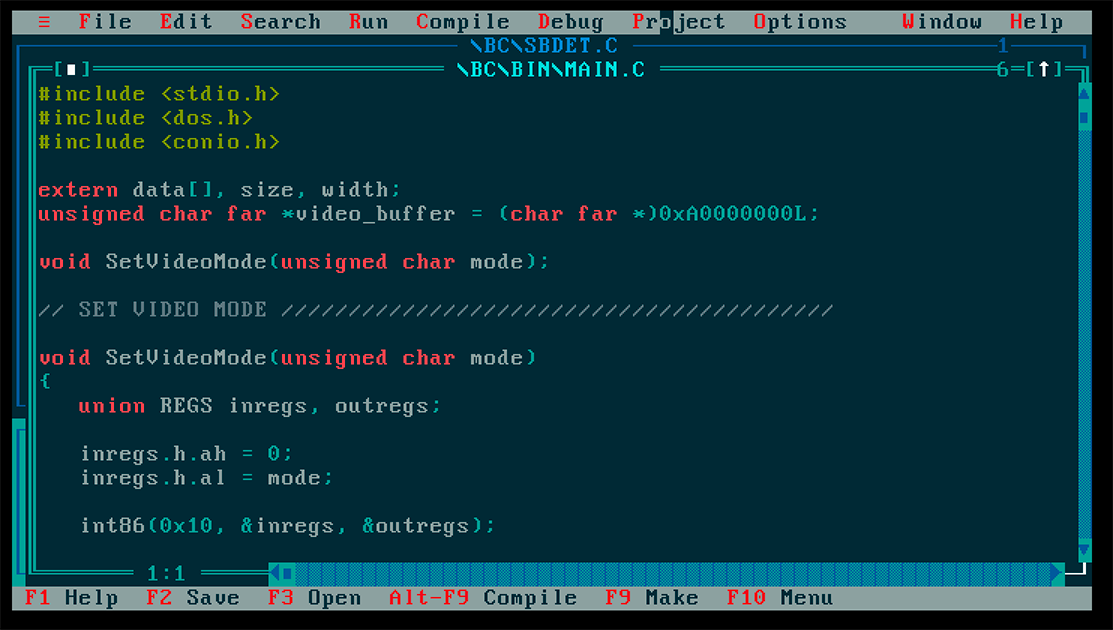 ≡ File Edit Search Run Compile Debug Project Options Window Help
\BC\SBDET.C 1
[■] \BC\BIN\MAIN.C 6=[↑]
#include <stdio.h>
#include <dos.h>
#include <conio.h>
extern data[], size, width;
unsigned char far *video_buffer = (char far *)0xA0000000L;
void SetVideoMode(unsigned char mode);
// SET VIDEO MODE /////////////////////////////////////////
void SetVideoMode(unsigned char mode)
{
union REGS inregs, outregs;
inregs.h.ah = 0;
inregs.h.al = mode;
int86(0x10, &inregs, &outregs);
1:1
F1 Help F2 Save F3 Open Alt-F9 Compile F9 Make F10 Menu